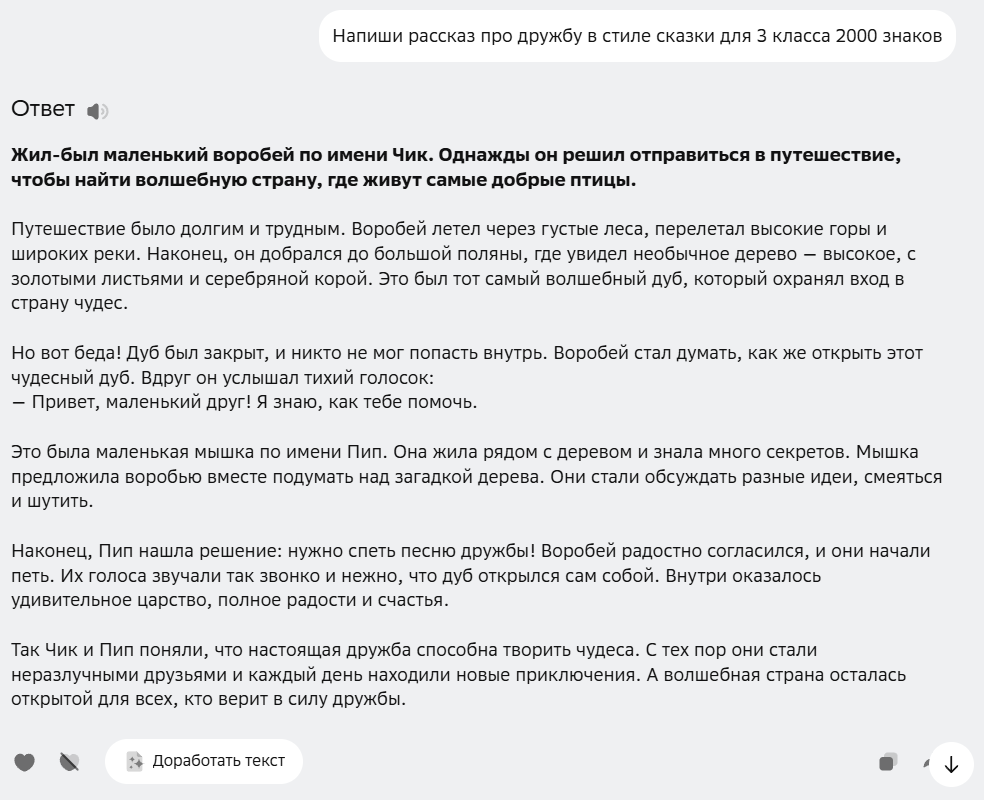 Напиши рассказ про дружбу в стиле сказки для 3 класса 2000 знаков
Ответ
Жил-был маленький воробей по имени Чик. Однажды он решил отправиться в путешествие,
чтобы найти волшебную страну, где живут самые добрые птицы.
Путешествие было долгим и трудным. Воробей летел через густые леса, перелетал высокие горы и
широких реки. Наконец, он добрался до большой поляны, где увидел необычное дерево — высокое, с
золотыми листьями и серебряной корой. Это был тот самый волшебный дуб, который охранял вход в
страну чудес.
Но вот беда! Дуб был закрыт, и никто не мог попасть внутрь. Воробей стал думать, как же открыть этот
чудесный дуб. Вдруг он услышал тихий голосок:
— Привет, маленький друг! Я знаю, как тебе помочь.
Это была маленькая мышка по имени Пип. Она жила рядом с деревом и знала много секретов. Мышка
предложила воробью вместе подумать над загадкой дерева. Они стали обсуждать разные идеи, смеяться
и шутить.
Наконец, Пип нашла решение: нужно спеть песню дружбы! Воробей радостно согласился, и они начали
петь. Их голоса звучали так звонко и нежно, что дуб открылся сам собой. Внутри оказалось
удивительное царство, полное радости и счастья.
Так Чик и Пип поняли, что настоящая дружба способна творить чудеса. С тех пор они стали
неразлучными друзьями и каждый день находили новые приключения. А волшебная страна осталась
открытой для всех, кто верит в силу дружбы.
Доработать текст